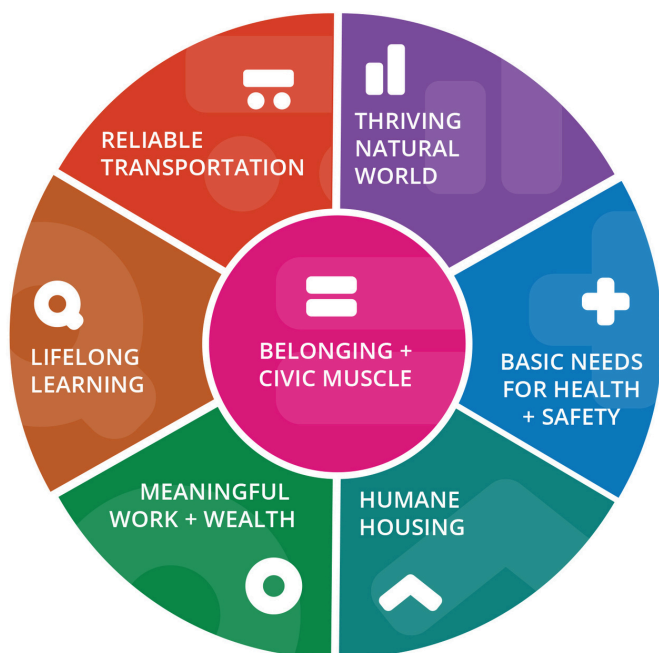 RELIABLE
TRANSPORTATION
THRIVING
NATURAL
WORLD
LIFELONG
LEARNING
BELONGING +
CIVIC MUSCLE
BASIC NEEDS
FOR HEALTH
+ SAFETY
MEANINGFUL
WORK + WEALTH
HUMANE
HOUSING